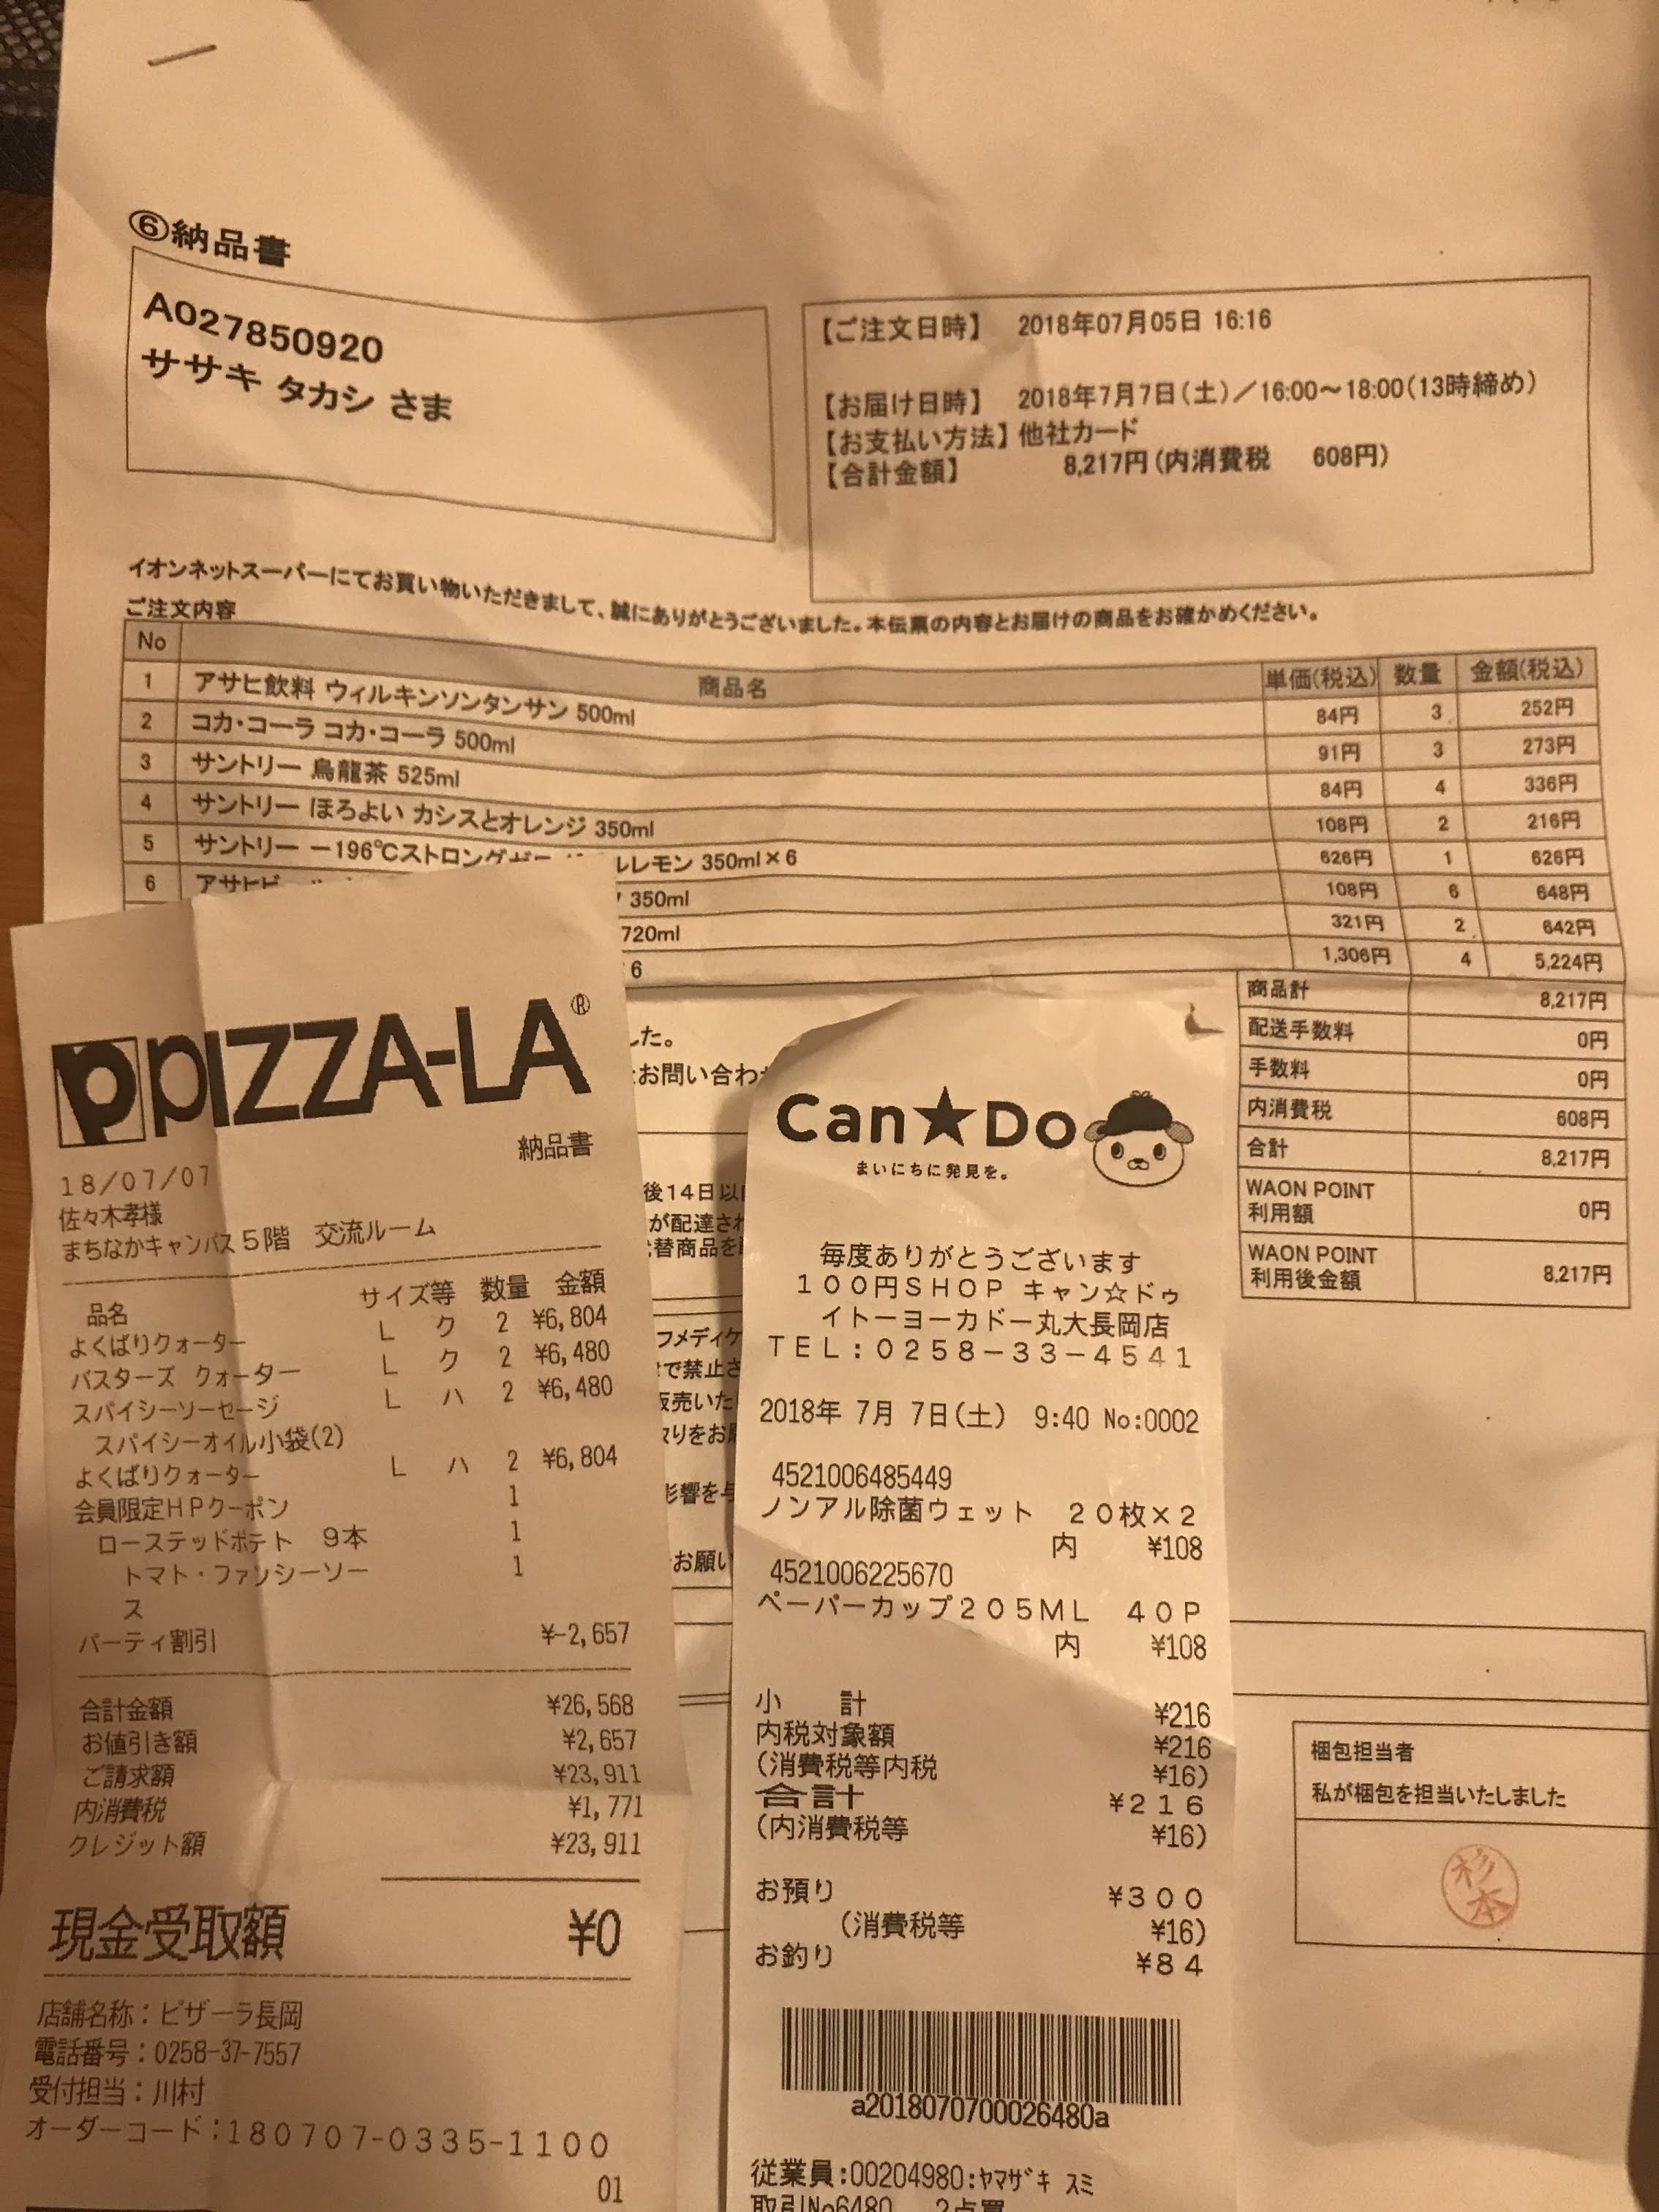 ⑥納品書
A027850920
ササキ タカシ さま
【ご注文日時】 2018年07月05日 16:16
【お届け日時】 2018年7月7日(土)/16:00~18:00(13時締め)
【お支払い方法】 他社カード
【合計金額】 8,217円(内消費税 608円)
イオンネットスーパーにてお買い物いただきまして、誠にありがとうございました。本伝票の内容とお届けの商品をお確かめください。
ご注文内容
No 商品名 単価(税込) 数量 金額(税込)
1 アサヒ飲料 ウィルキンソンタンサン 500ml 84円 3 252円
2 コカ・コーラ コカ・コーラ 500ml 91円 3 273円
3 サントリー 烏龍茶 525ml 84円 4 336円
4 サントリー ほろよい カシスとオレンジ 350ml 108円 2 216円
5 サントリー -196℃ストロングゼロ レモン 350ml×6 626円 1 626円
6 アサヒビ 350ml 108円 6 648円
720ml 321円 2 642円
6 1,306円 4 5,224円
商品計 8,217円
配送手数料 0円
手数料 0円
内消費税 608円
合計 8,217円
WAON POINT
利用額 0円
WAON POINT
利用後金額 8,217円
した。
お問い合わ
後14日以
が配達され
替商品を
フメディケ
で禁止さ
販売いた
取りをお
影響を与
お願い
梱包担当者
私が梱包を担当いたしました
杉本
PIZZA-LA®
納品書
18/07/07
佐々木孝様
まちなかキャンパス5階 交流ルーム
品名 サイズ等 数量 金額
よくばりクォーター L ク 2 ¥6,804
バスターズ クォーター L ク 2 ¥6,480
スパイシーソーセージ L ハ 2 ¥6,480
スパイシーオイル小袋(2)
よくばりクォーター L ハ 2 ¥6,804
会員限定HPクーポン 1
ローステッドポテト 9本 1
トマト・ファンシーソー 1
ス
パーティ割引 ¥-2,657
合計金額 ¥26,568
お値引き額 ¥2,657
ご請求額 ¥23,911
内消費税 ¥1,771
クレジット額 ¥23,911
現金受取額 ¥0
店舗名称:ピザーラ長岡
電話番号:0258-37-7557
受付担当:川村
オーダーコード:180707-0335-1100
01
Can★Do
まいにちに発見を。
毎度ありがとうございます
100円SHOP キャン☆ドゥ
イトーヨーカドー丸大長岡店
TEL:0258-33-4541
2018年 7月 7日(土) 9:40 No:0002
4521006485449
ノンアル除菌ウェット 20枚×2
内 ¥108
4521006225670
ペーパーカップ205ML 40P
内 ¥108
小 計 ¥216
内税対象額 ¥216
(消費税等内税 ¥16)
合計 ¥216
(内消費税等 ¥16)
お預り ¥300
(消費税等 ¥16)
お釣り ¥84
a2018070700026480a
従業員:00204980:ﾔﾏｻﾞｷ ｽﾐ
取引No6480 2点買